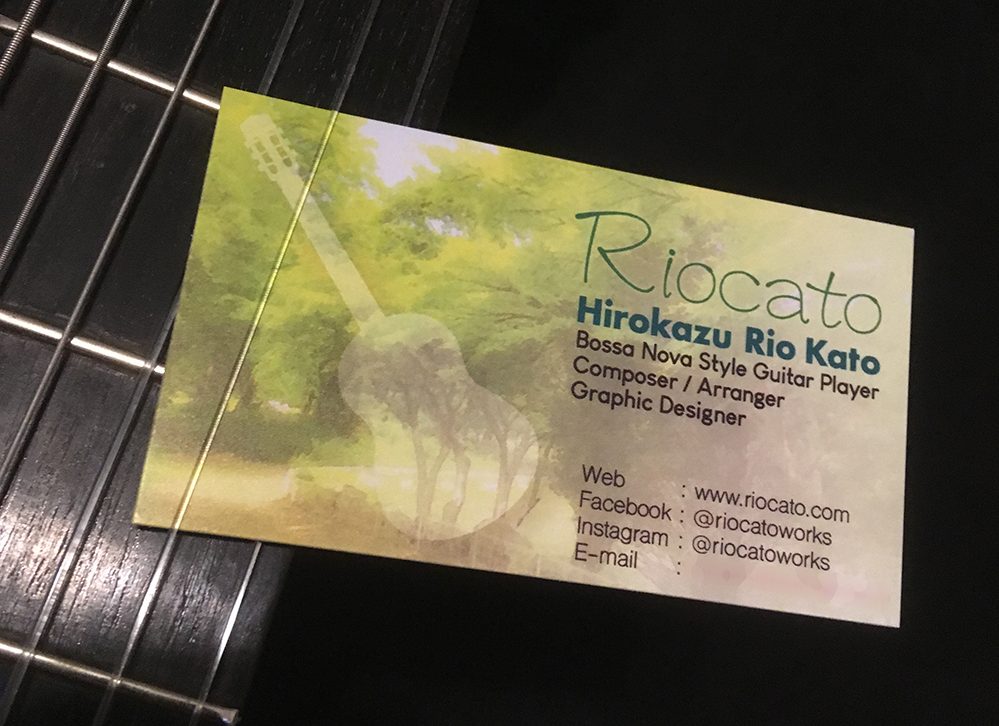 Riocato
Hirokazu Rio Kato
Bossa Nova Style Guitar Player
Composer / Arranger
Graphic Designer
Web : www.riocato.com
Facebook : @riocatoworks
Instagram : @riocatoworks
E-mail :